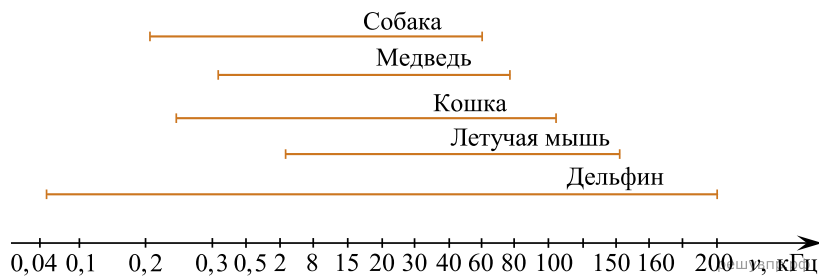 Собака
Медведь
Кошка
Летучая мышь
Дельфин
0,04 0,1 0,2 0,3 0,5 2 8 15 20 30 40 60 80 100 150 160 200 ν, кГц